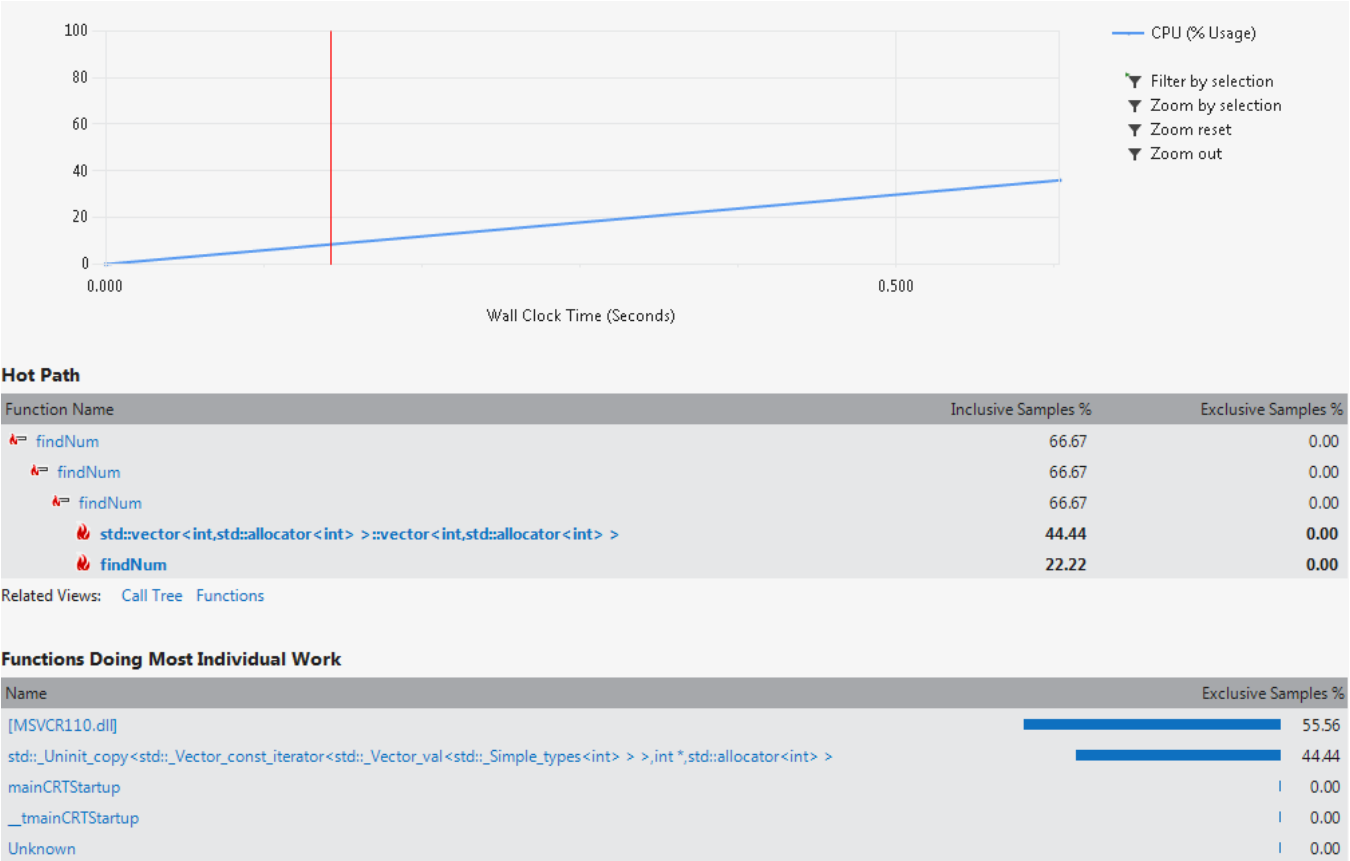 100
CPU (% Usage)
80
Filter by selection
Zoom by selection
60
Zoom reset
Zoom out
40
20
0
0.000
0.500
Wall Clock Time (Seconds)
Hot Path
Function Name Inclusive Samples % Exclusive Samples %
findNum 66.67 0.00
findNum 66.67 0.00
findNum 66.67 0.00
std::vector<int,std::allocator<int> >::vector<int,std::allocator<int> > 44.44 0.00
findNum 22.22 0.00
Related Views: Call Tree Functions
Functions Doing Most Individual Work
Name Exclusive Samples %
[MSVCR110.dll] 55.56
std::_Uninit_copy<std::_Vector_const_iterator<std::_Vector_val<std::_Simple_types<int> > >,int *,std::allocator<int> > 44.44
mainCRTStartup 0.00
__tmainCRTStartup 0.00
Unknown 0.00